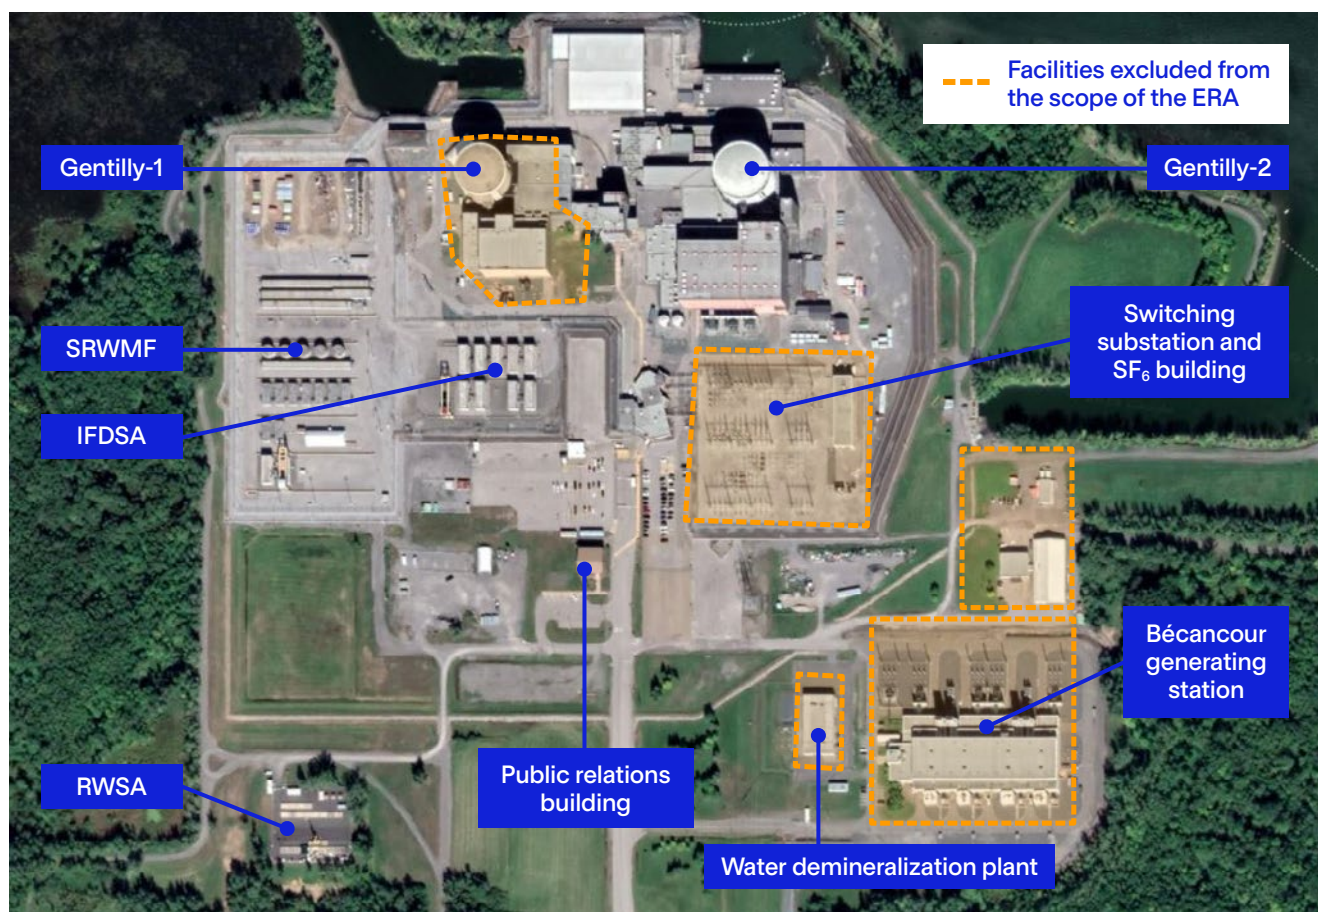 Facilities excluded from
the scope of the ERA
Gentilly-1
Gentilly-2
Switching
substation and
SF₆ building
SRWMF
IFDSA
Bécancour
generating
station
Public relations
building
RWSA
Water demineralization plant